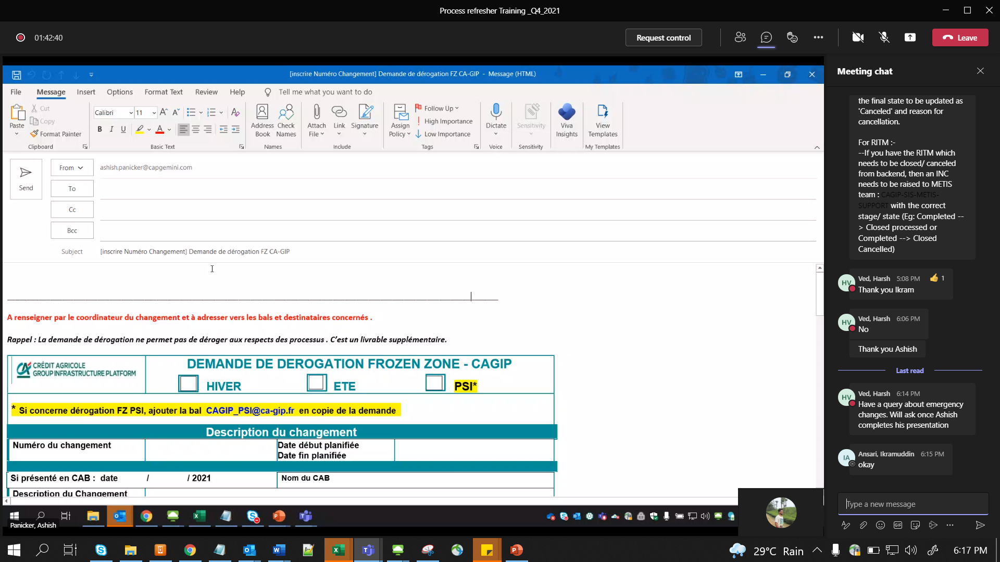 Process refresher Training _Q4_2021
01:42:40
Request control
Leave
[inscrire Numéro Changement] Demande de dérogation FZ CA-GIP - Message (HTML)
File Message Insert Options Format Text Review Help Tell me what you want to do
Paste
Cut
Copy
Format Painter
Clipboard
Calibri 11
B I U
Basic Text
Address Book
Check Names
Names
Attach File
Link
Signature
Include
Assign Policy
Follow Up
High Importance
Low Importance
Tags
Dictate
Voice
Sensitivity
Sensitivity
Viva Insights
View Templates
My Templates
Send
From
ashish.panicker@capgemini.com
To
Cc
Bcc
Subject
[inscrire Numéro Changement] Demande de dérogation FZ CA-GIP
A renseigner par le coordinateur du changement et à adresser vers les bals et destinataires concernés .
Rappel : La demande de dérogation ne permet pas de déroger aux respects des processus . C'est un livrable supplémentaire.
CRÉDIT AGRICOLE
GROUP INFRASTRUCTURE PLATFORM
DEMANDE DE DEROGATION FROZEN ZONE - CAGIP
HIVER ETE PSI*
* Si concerne dérogation FZ PSI, ajouter la bal CAGIP_PSI@ca-gip.fr en copie de la demande
Description du changement
Numéro du changement
Date début planifiée
Date fin planifiée
Si présenté en CAB : date / / 2021
Nom du CAB
Description du Changement
Panicker, Ashish
Meeting chat
the final state to be updated as
'Canceled' and reason for
cancellation.
For RITM :-
--If you have the RITM which
needs to be closed/ canceled
from backend, then an INC
needs to be raised to METIS
team : CAGIP-SIS-METIS-
SUPPORT with the correct
stage/ state (Eg: Completed --
> Closed processed or
Completed --> Closed
Cancelled)
HV
Ved, Harsh 5:08 PM 1
Thank you Ikram
HV
Ved, Harsh 6:06 PM
No
Thank you Ashish
Last read
HV
Ved, Harsh 6:14 PM
Have a query about emergency
changes. Will ask once Ashish
completes his presentation
IA
Ansari, Ikramuddin 6:15 PM
okay
Type a new message
GIF
29°C Rain
6:17 PM